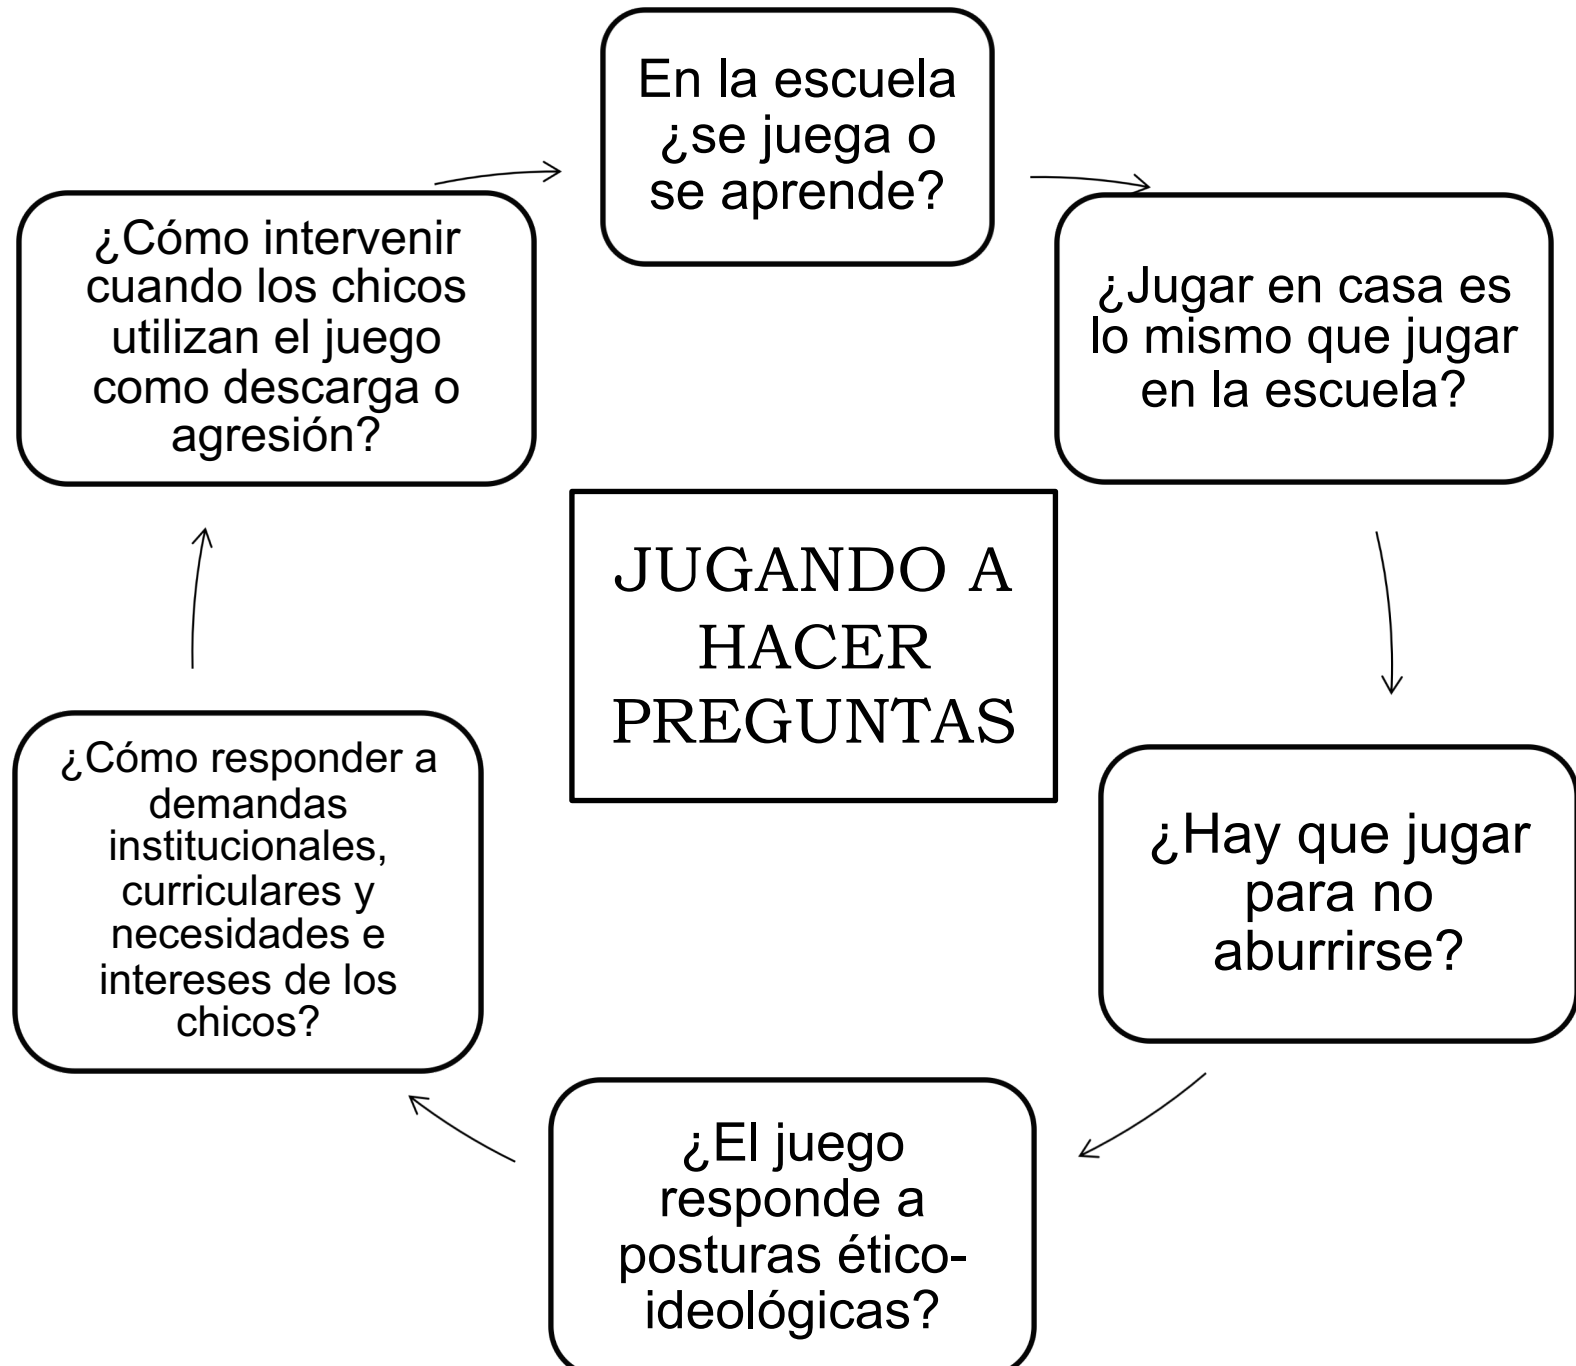 En la escuela
¿se juega o
se aprende?
¿Jugar en casa es
lo mismo que jugar
en la escuela?
¿Hay que jugar
para no
aburrirse?
¿El juego
responde a
posturas ético-
ideológicas?
¿Cómo responder a
demandas
institucionales,
curriculares y
necesidades e
intereses de los
chicos?
¿Cómo intervenir
cuando los chicos
utilizan el juego
como descarga o
agresión?
JUGANDO A
HACER
PREGUNTAS